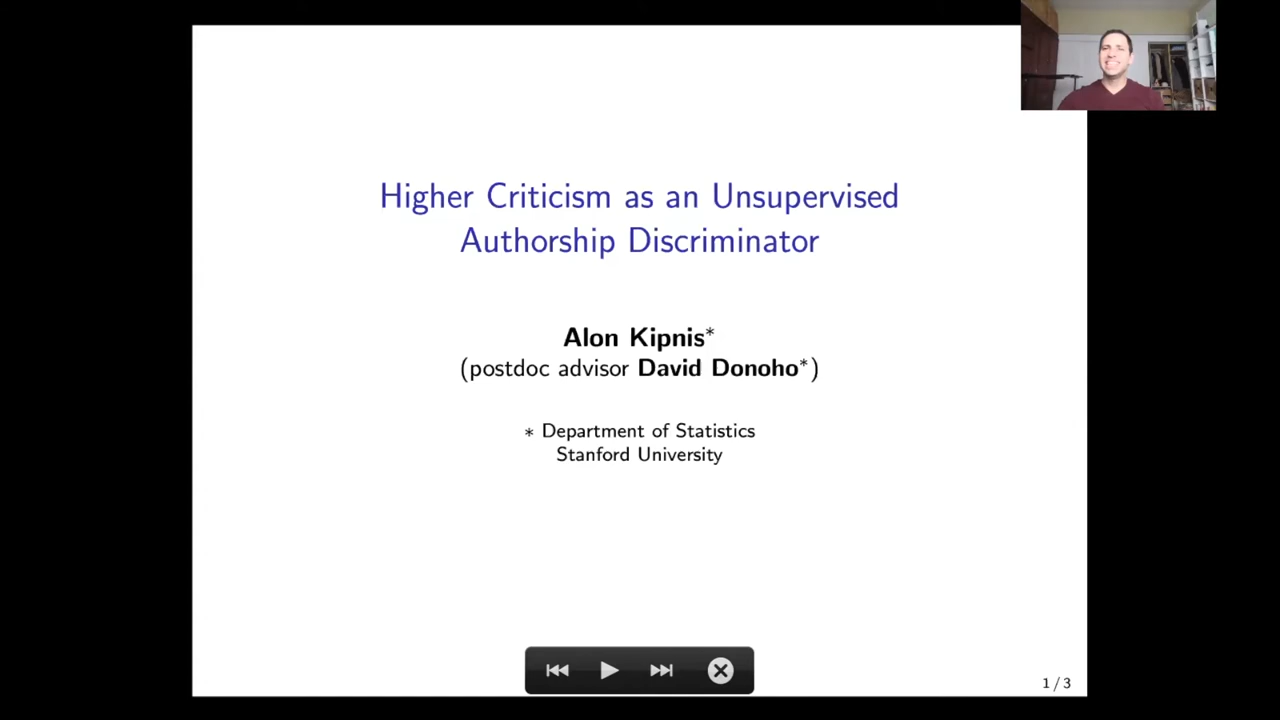 Higher Criticism as an Unsupervised
Authorship Discriminator
Alon Kipnis*
(postdoc advisor David Donoho*)
* Department of Statistics
Stanford University
1 / 3